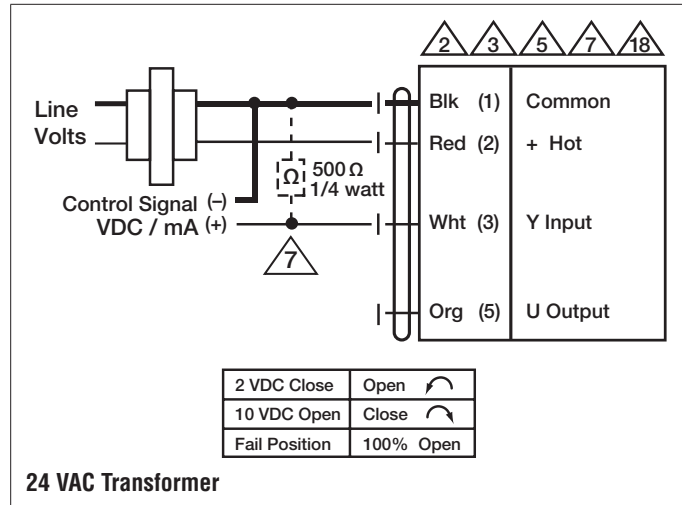 2 3 5 7 18
Line
Volts
Blk (1) Common
Red (2) + Hot
Ω 500 Ω
1/4 watt
Control Signal (–)
VDC / mA (+)
Wht (3) Y Input
7
Org (5) U Output
2 VDC Close Open
10 VDC Open Close
Fail Position 100% Open
24 VAC Transformer